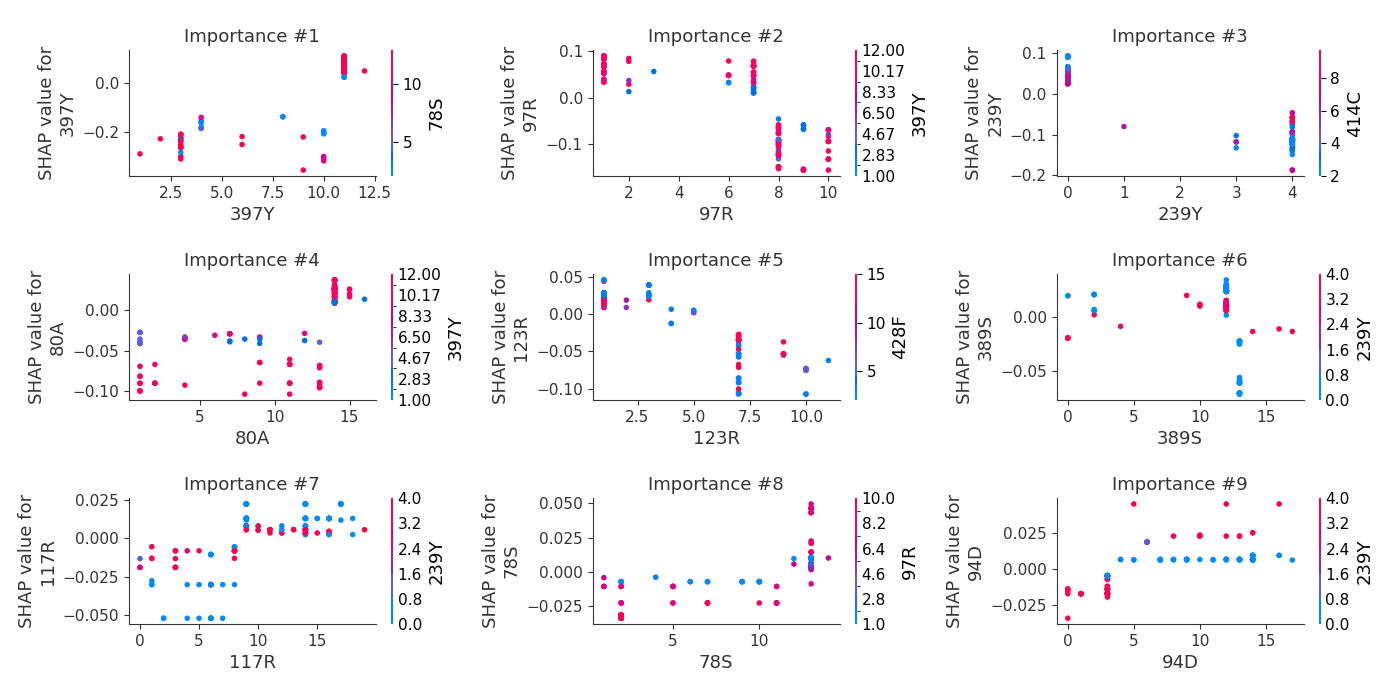 Importance #1
SHAP value for
397Y
0.0
−0.2
2.5 5.0 7.5 10.0 12.5
397Y
10
5
78S
Importance #2
SHAP value for
97R
0.1
0.0
−0.1
2 4 6 8 10
97R
12.00
10.17
8.33
6.50
4.67
2.83
1.00
397Y
Importance #3
SHAP value for
239Y
0.1
0.0
−0.1
−0.2
0 1 2 3 4
239Y
8
6
4
2
414C
Importance #4
SHAP value for
80A
0.00
−0.05
−0.10
5 10 15
80A
12.00
10.17
8.33
6.50
4.67
2.83
1.00
397Y
Importance #5
SHAP value for
123R
0.05
0.00
−0.05
−0.10
2.5 5.0 7.5 10.0
123R
15
10
5
428F
Importance #6
SHAP value for
389S
0.00
−0.05
0 5 10 15
389S
4.0
3.2
2.4
1.6
0.8
0.0
239Y
Importance #7
SHAP value for
117R
0.025
0.000
−0.025
−0.050
0 5 10 15
117R
4.0
3.2
2.4
1.6
0.8
0.0
239Y
Importance #8
SHAP value for
78S
0.050
0.025
0.000
−0.025
5 10
78S
10.0
8.2
6.4
4.6
2.8
1.0
97R
Importance #9
SHAP value for
94D
0.025
0.000
−0.025
0 5 10 15
94D
4.0
3.2
2.4
1.6
0.8
0.0
239Y